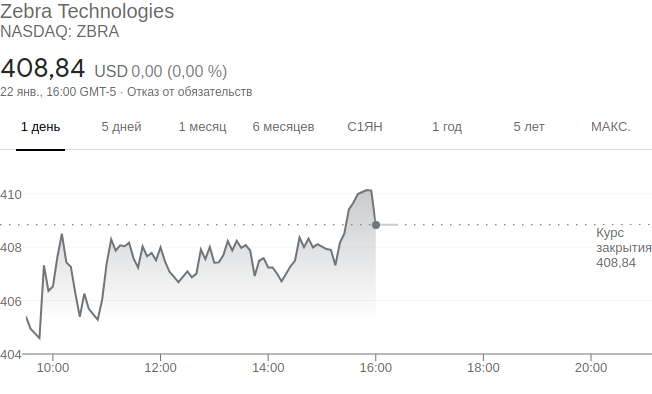 Zebra Technologies
NASDAQ: ZBRA
408,84 USD 0,00 (0,00 %)
22 янв., 16:00 GMT-5 · Отказ от обязательств
1 день 5 дней 1 месяц 6 месяцев С1ЯН 1 год 5 лет МАКС.
410
Курс
закрытия
408,84
408
406
404
10:00 12:00 14:00 16:00 18:00 20:00